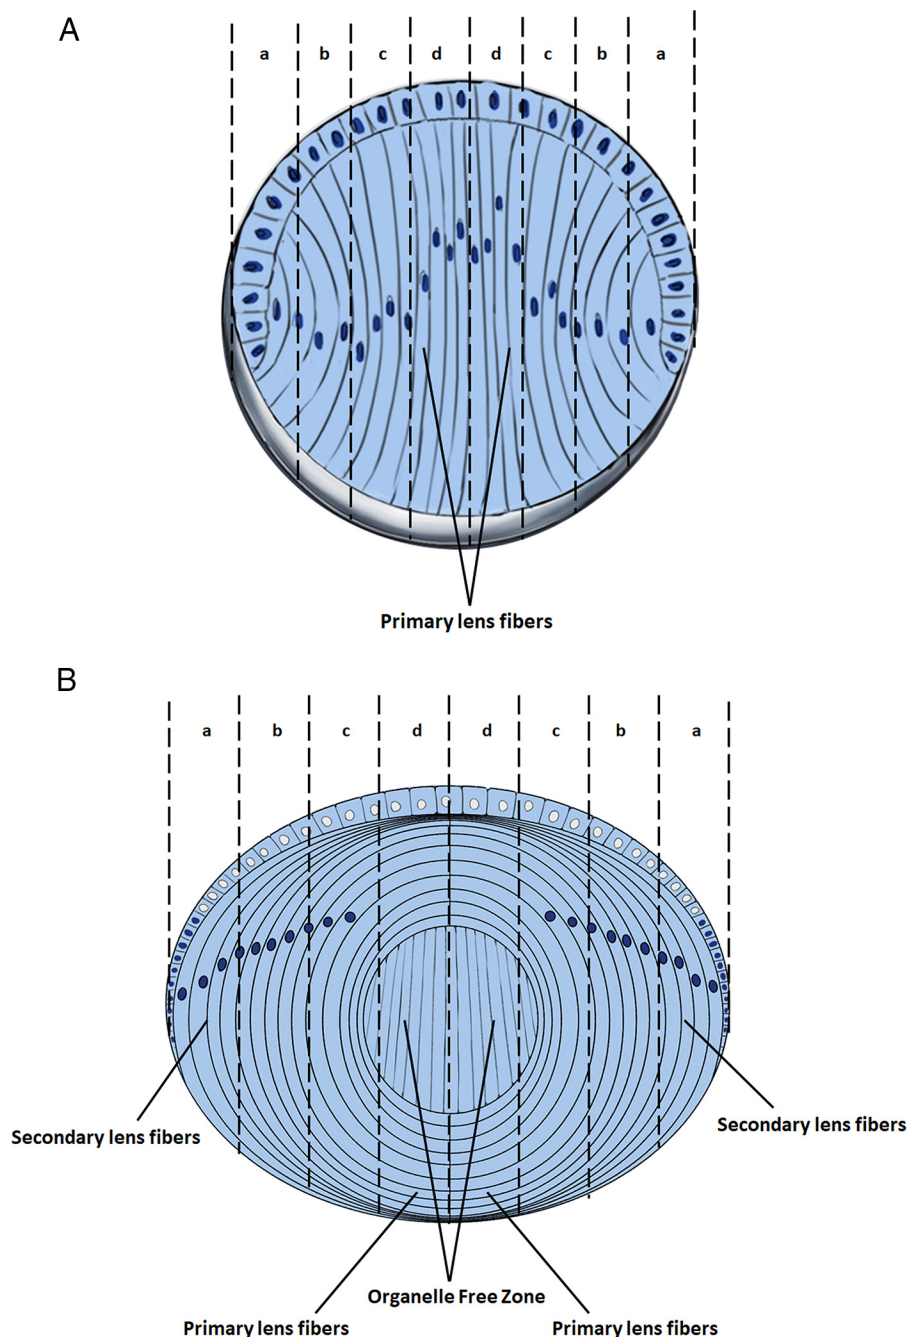 A
a b c d d c b a
Primary lens fibers
B
a b c d d c b a
Secondary lens fibers
Secondary lens fibers
Organelle Free Zone
Primary lens fibers
Primary lens fibers